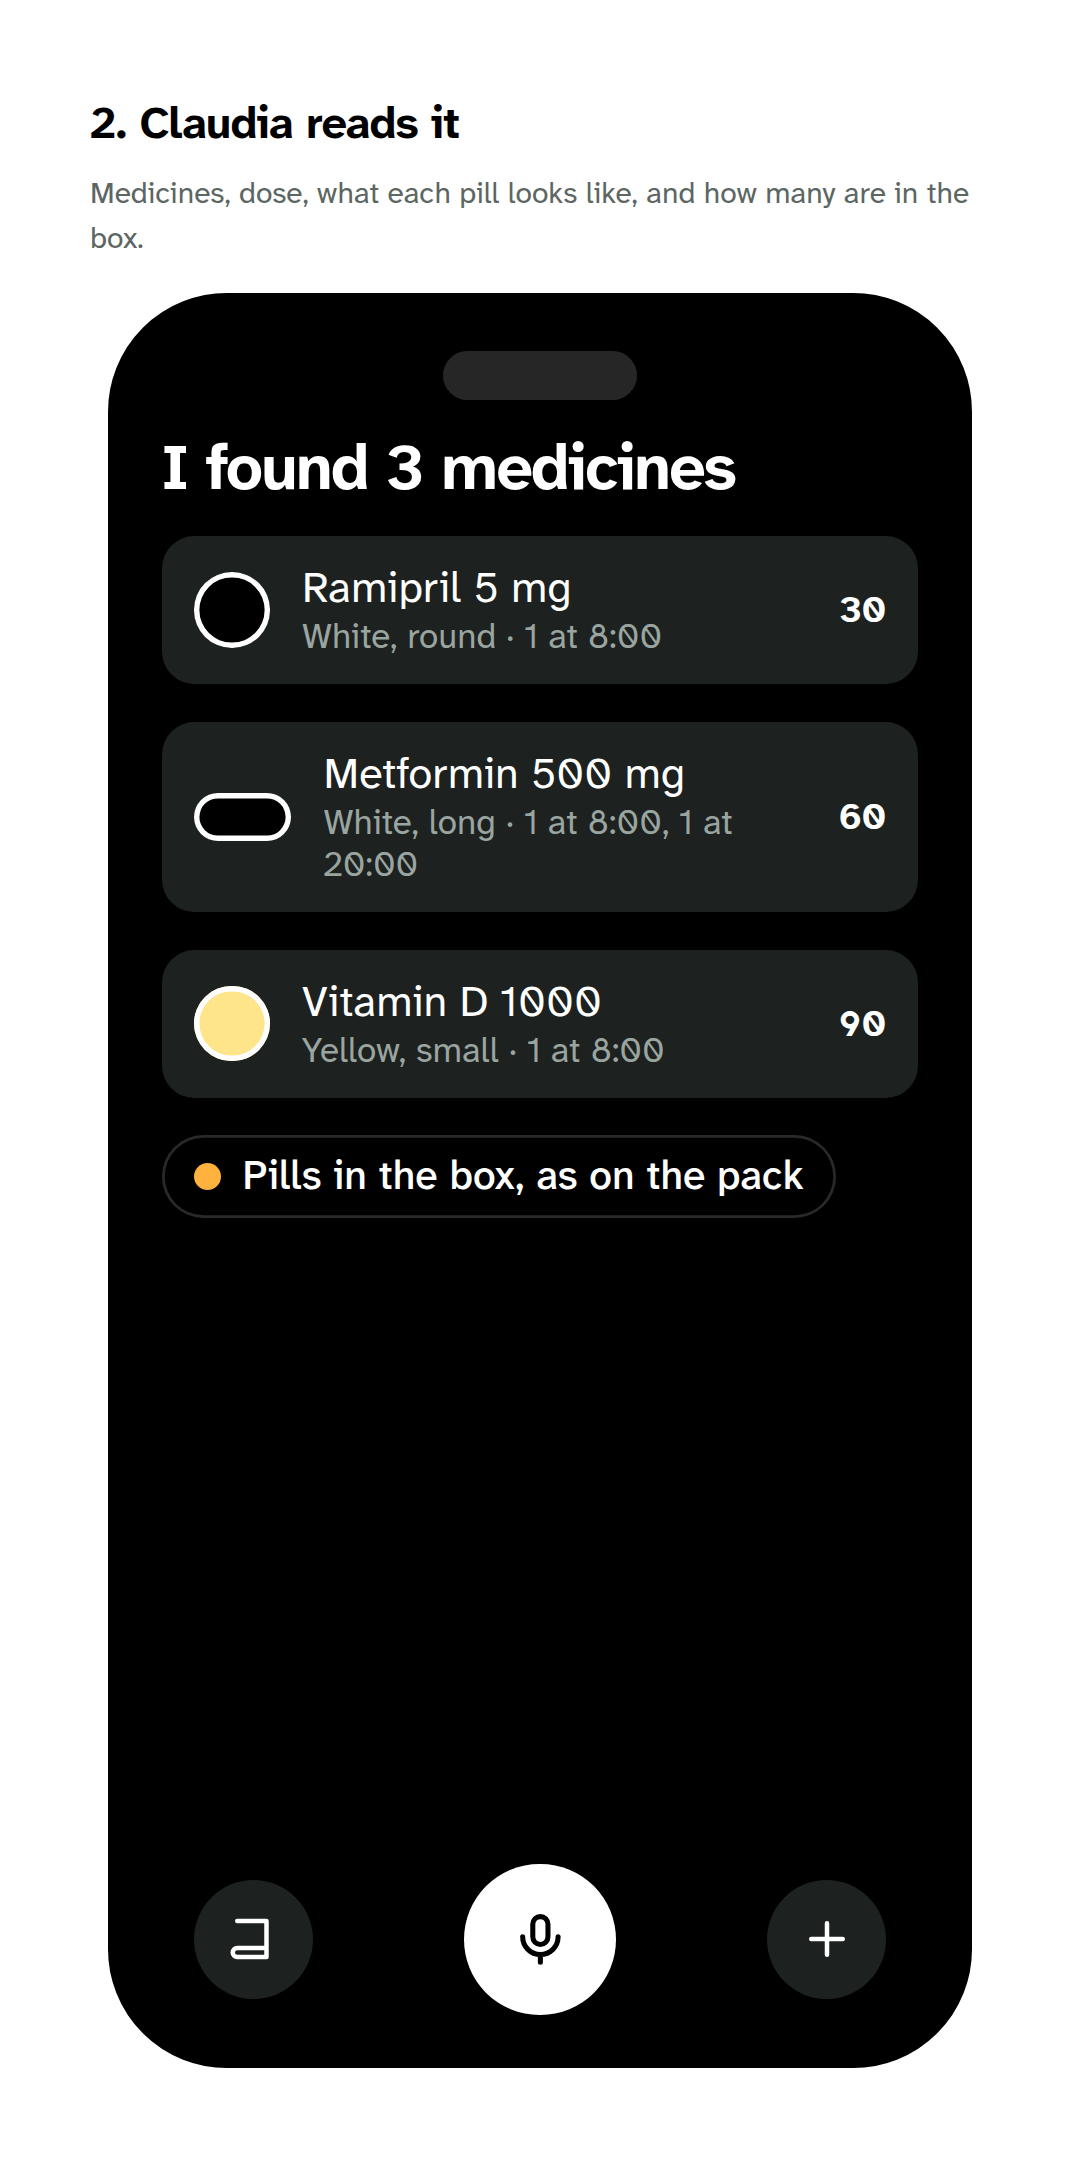 2. Claudia reads it
Medicines, dose, what each pill looks like, and how many are in the
box.
I found 3 medicines
Ramipril 5 mg
White, round · 1 at 8:00
30
Metformin 500 mg
White, long · 1 at 8:00, 1 at
20:00
60
Vitamin D 1000
Yellow, small · 1 at 8:00
90
Pills in the box, as on the pack